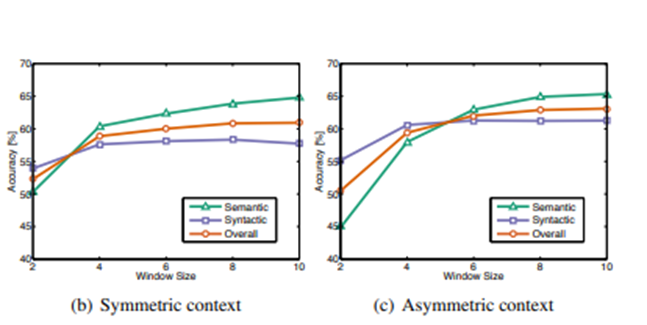 70
65
60
55
50
45
40
2
4
6
8
10
Accuracy [%]
Window Size
Semantic
Syntactic
Overall
(b) Symmetric context
70
65
60
55
50
45
40
2
4
6
8
10
Accuracy [%]
Window Size
Semantic
Syntactic
Overall
(c) Asymmetric context